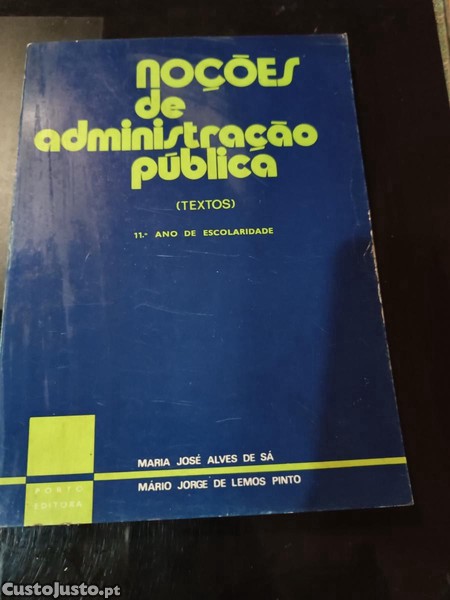 noções
de
administração
pública
(TEXTOS)
11.º ANO DE ESCOLARIDADE
MARIA JOSÉ ALVES DE SÁ
MÁRIO JORGE DE LEMOS PINTO
PORTO
EDITORA
CustoJusto.pt